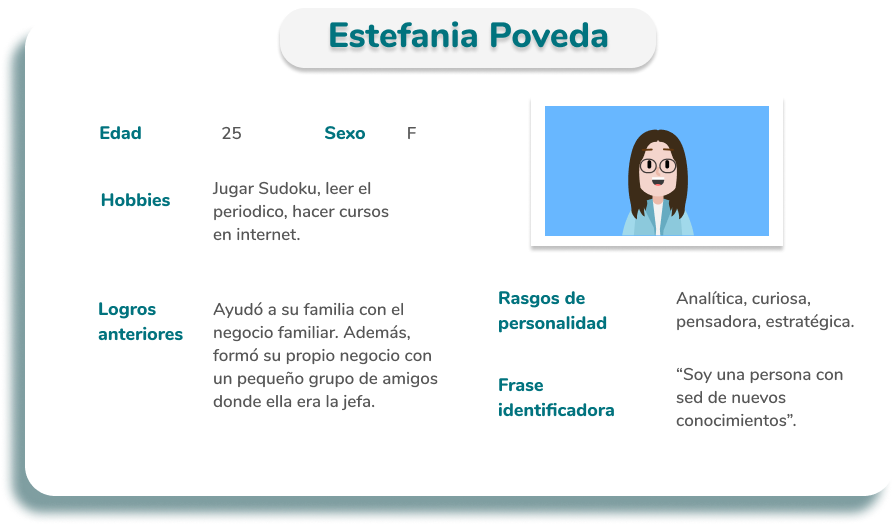 Estefania Poveda
Edad 25 Sexo F
Hobbies
Jugar Sudoku, leer el
periodico, hacer cursos
en internet.
Logros
anteriores
Ayudó a su familia con el
negocio familiar. Además,
formó su propio negocio con
un pequeño grupo de amigos
donde ella era la jefa.
Rasgos de
personalidad
Analítica, curiosa,
pensadora, estratégica.
Frase
identificadora
“Soy una persona con
sed de nuevos
conocimientos”.